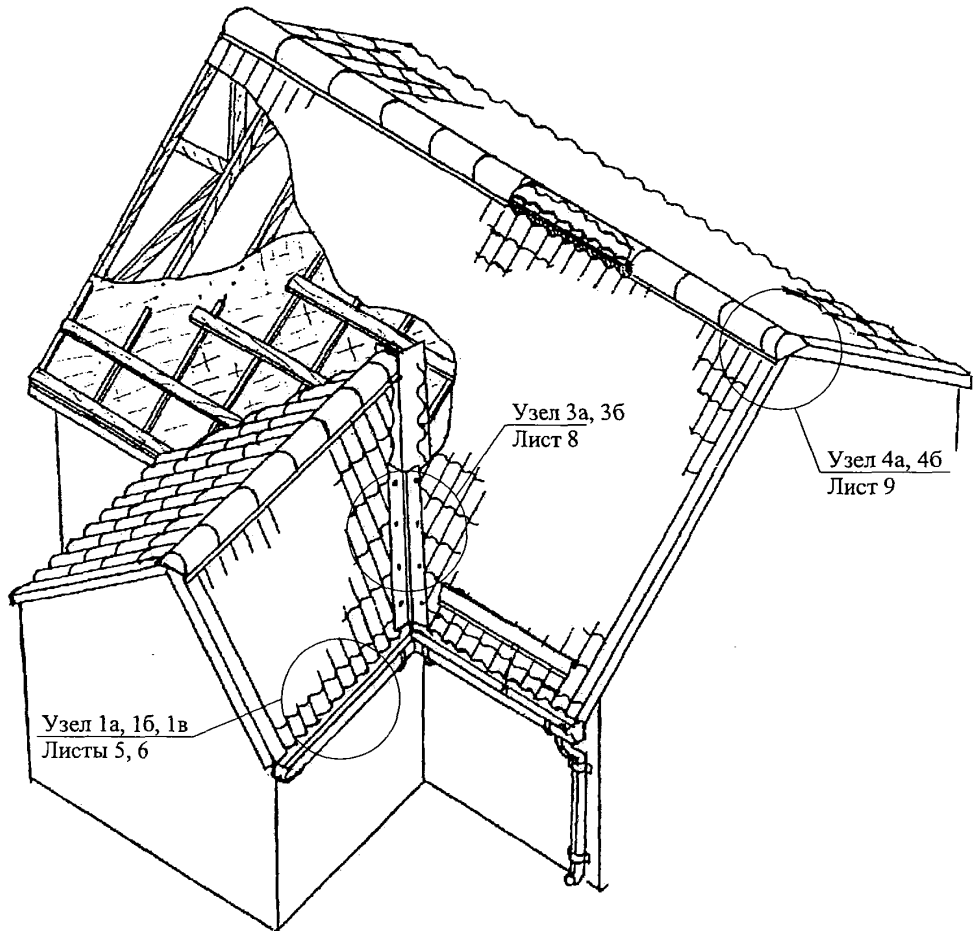 Узел 3а, 3б
Лист 8
Узел 4а, 4б
Лист 9
Узел 1а, 1б, 1в
Листы 5, 6